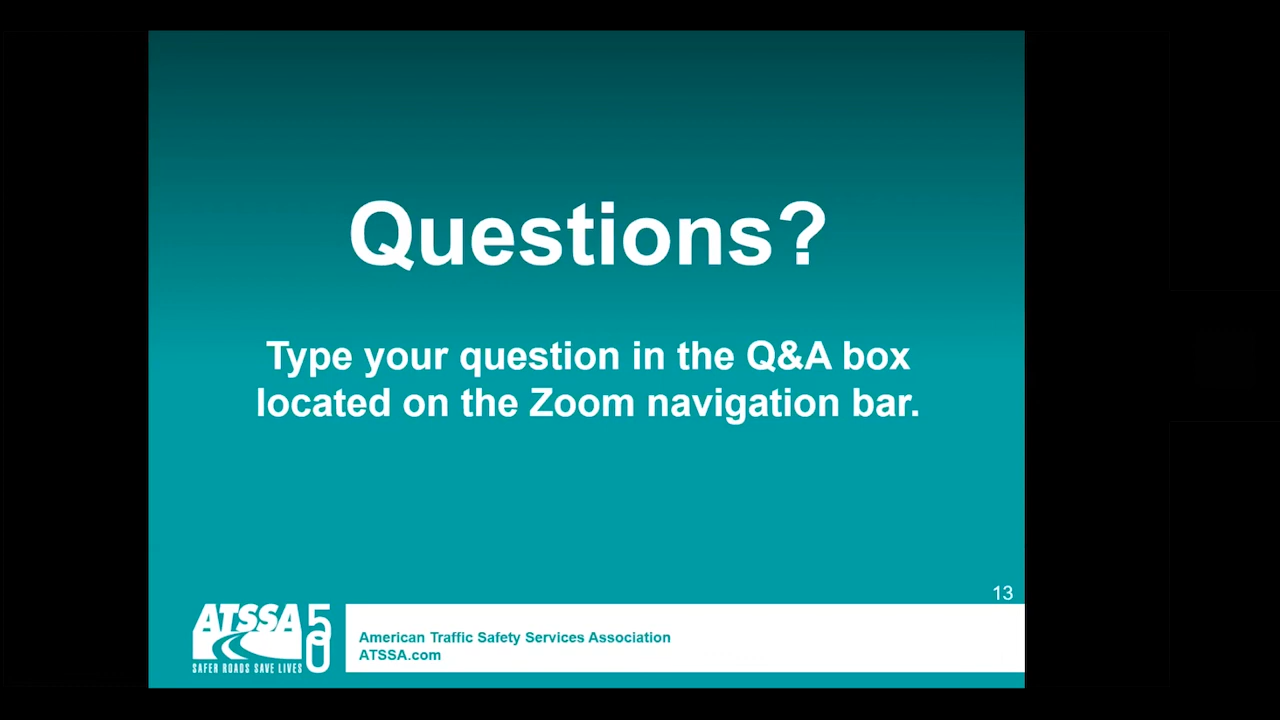 Questions?
Type your question in the Q&A box
located on the Zoom navigation bar.
13
ATSSA 50
SAFER ROADS SAVE LIVES
American Traffic Safety Services Association
ATSSA.com